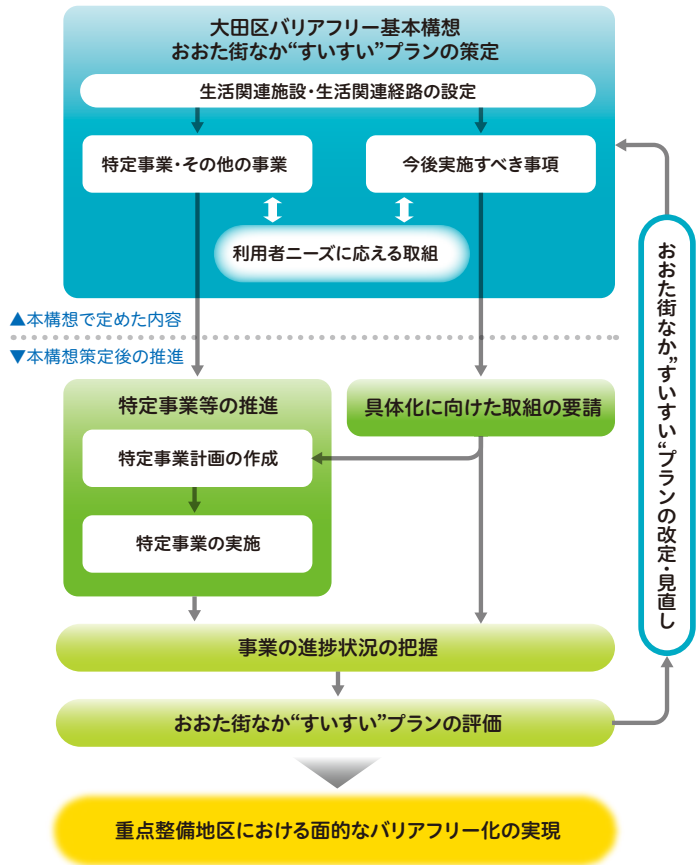 大田区バリアフリー基本構想
おおた街なか“すいすい”プランの策定
生活関連施設・生活関連経路の設定
特定事業・その他の事業
今後実施すべき事項
利用者ニーズに応える取組
▲本構想で定めた内容
▼本構想策定後の推進
特定事業等の推進
具体化に向けた取組の要請
特定事業計画の作成
特定事業の実施
事業の進捗状況の把握
おおた街なか“すいすい”プランの評価
おおた街なか”すいすい“プランの改定・見直し
重点整備地区における面的なバリアフリー化の実現